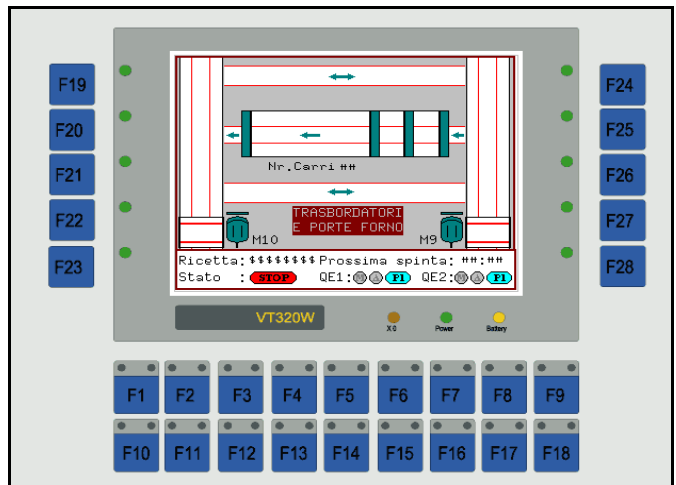 F19
F20
F21
F22
F23
F24
F25
F26
F27
F28
Nr.Carri ##
TRASBORDATORI
E PORTE FORNO
M10
M9
Ricetta:$$$$$$$$ Prossima spinta: ##:##
Stato : STOP QE1: M A P1 QE2: M A P1
VT320W
X0
Power
Battery
F1 F2 F3 F4 F5 F6 F7 F8 F9
F10 F11 F12 F13 F14 F15 F16 F17 F18